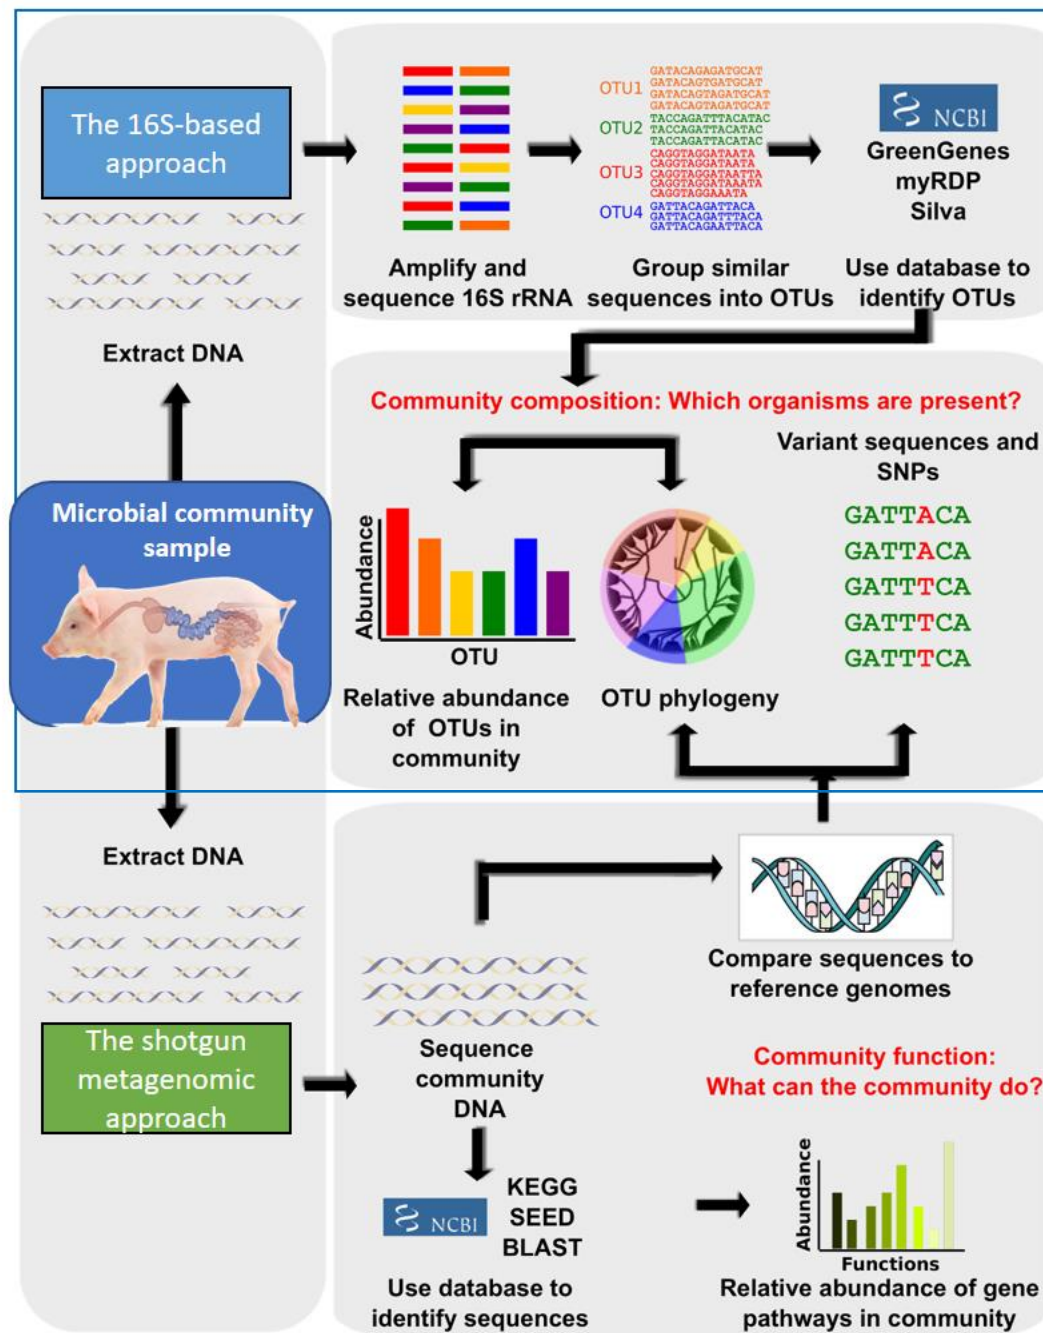 The 16S-based
approach
Extract DNA
OTU1
GATACAGAGATGCAT
GATACAGTGATGCAT
GATACAGTAGATGCAT
GATACAGTAGATGCAT
OTU2
TACCAGATTTACATAC
TACCAGATTACATAC
TACCAGATTACATAC
OTU3
CAGGTAGGATAATA
CAGGTAGGATAATA
CAGGTAGGATAATTA
CAGGTAGGATAAATA
CAGGTAGGAAATA
OTU4
GATTACAGATTACA
GATTACAGATTTACA
GATTACAGAATTACA
NCBI
GreenGenes
myRDP
Silva
Amplify and
sequence 16S rRNA
Group similar
sequences into OTUs
Use database to
identify OTUs
Community composition: Which organisms are present?
Microbial community
sample
Abundance
OTU
Relative abundance
of OTUs in
community
OTU phylogeny
Variant sequences and
SNPs
GATTACA
GATTACA
GATTTCA
GATTTCA
GATTTCA
Extract DNA
The shotgun
metagenomic
approach
Sequence
community
DNA
Compare sequences to
reference genomes
Community function:
What can the community do?
NCBI
KEGG
SEED
BLAST
Use database to
identify sequences
Abundance
Functions
Relative abundance of gene
pathways in community